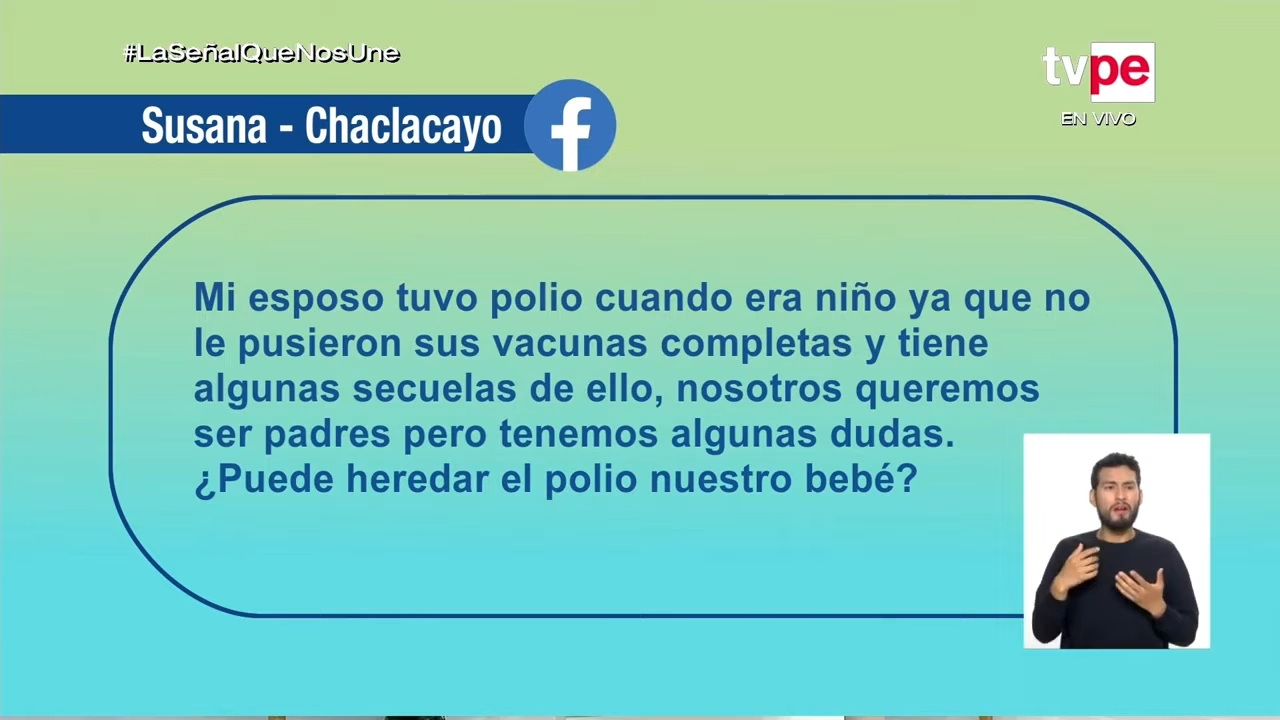 #LaSeñalQueNosUne
tvpe
EN VIVO
Susana - Chaclacayo
Mi esposo tuvo polio cuando era niño ya que no
le pusieron sus vacunas completas y tiene
algunas secuelas de ello, nosotros queremos
ser padres pero tenemos algunas dudas.
¿Puede heredar el polio nuestro bebé?